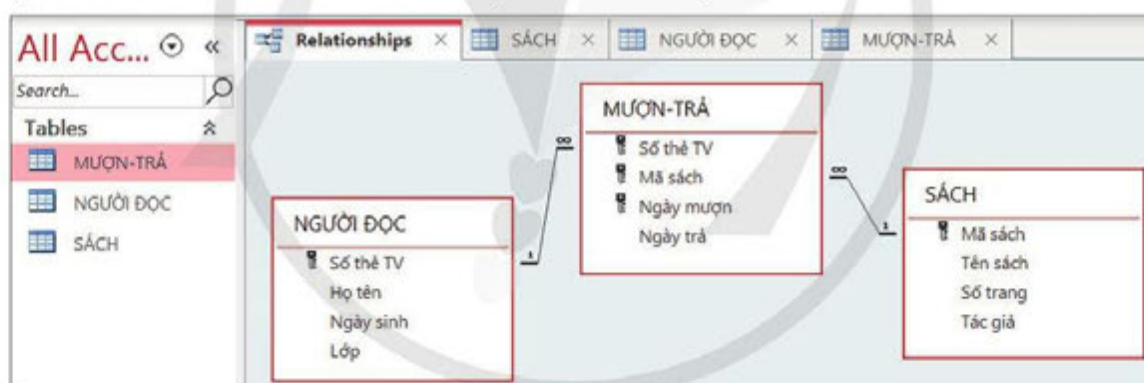 All Acc... «
Relationships × SÁCH × NGƯỜI ĐỌC × MƯỢN-TRẢ ×
Search...
Tables
MƯỢN-TRẢ
NGƯỜI ĐỌC
SÁCH
NGƯỜI ĐỌC
Số thẻ TV
Họ tên
Ngày sinh
Lớp
1
∞
MƯỢN-TRẢ
Số thẻ TV
Mã sách
Ngày mượn
Ngày trả
∞
1
SÁCH
Mã sách
Tên sách
Số trang
Tác giả